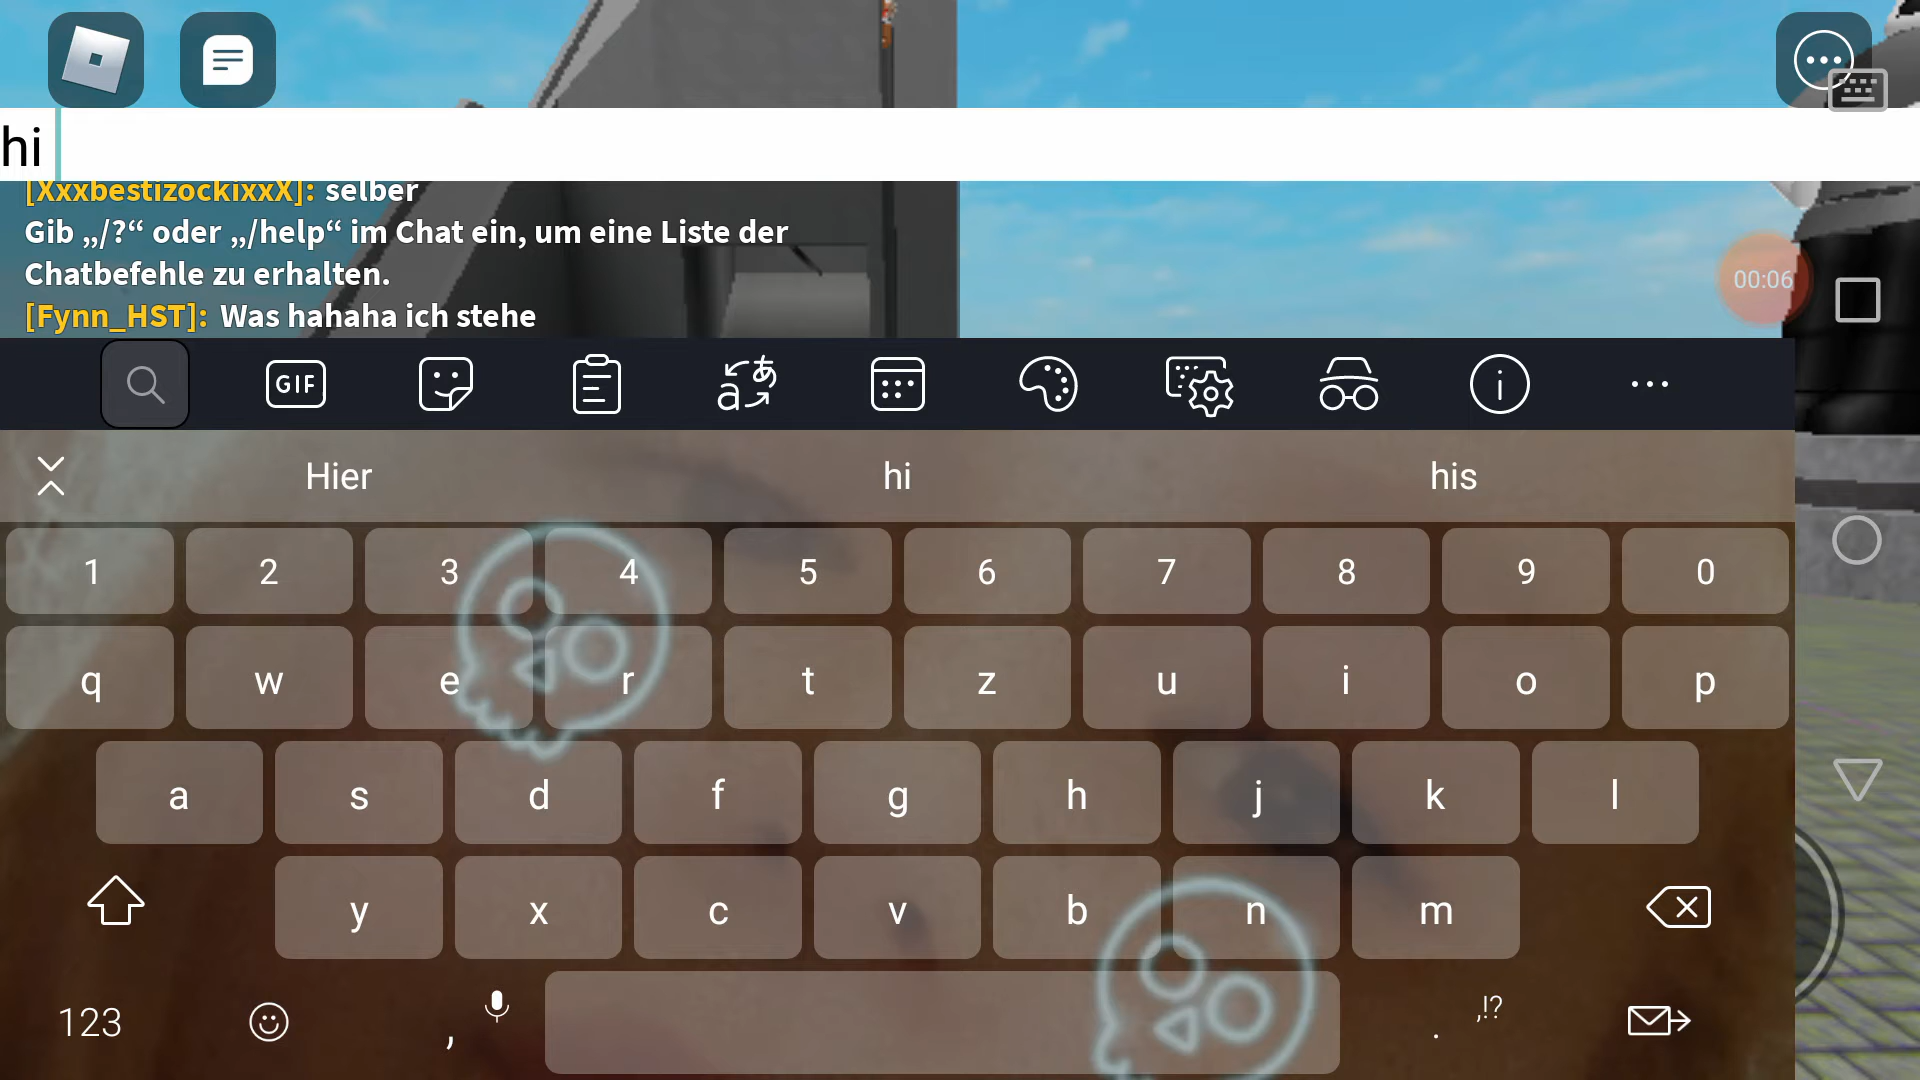 hi
[XxxbestizockixxX]: selber
Gib „/?“ oder „/help“ im Chat ein, um eine Liste der
Chatbefehle zu erhalten.
[Fynn_HST]: Was hahaha ich stehe
00:06
GIF
aあ
i
Hier hi his
1 2 3 4 5 6 7 8 9 0
q w e r t z u i o p
a s d f g h j k l
y x c v b n m
123 , . ,!?